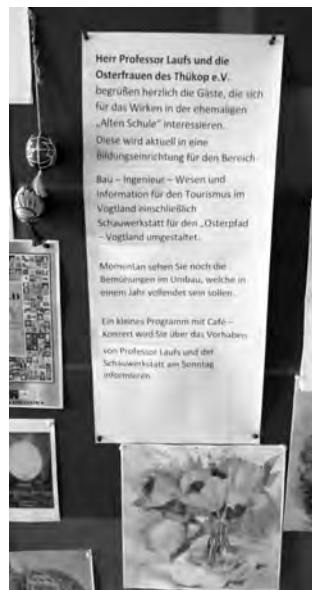 Herr Professor Laufs und die
Osterfrauen des Thükop e.V.
begrüßen herzlich die Gäste, die sich
für das Wirken in der ehemaligen
„Alten Schule" interessieren.
Diese wird aktuell in eine
Bildungseinrichtung für den Bereich
Bau – Ingenieur – Wesen und
Information für den Tourismus im
Vogtland einschließlich
Schauwerkstatt für den „Osterpfad
– Vogtland umgestaltet.
Momentan sehen Sie noch die
Bemühungen im Umbau, welche in
einem Jahr vollendet sein sollen.
Ein kleines Programm mit Café –
Konzert wird Sie über das Vorhaben
von Professor Laufs und der
Schauwerkstatt am Sonntag
informieren